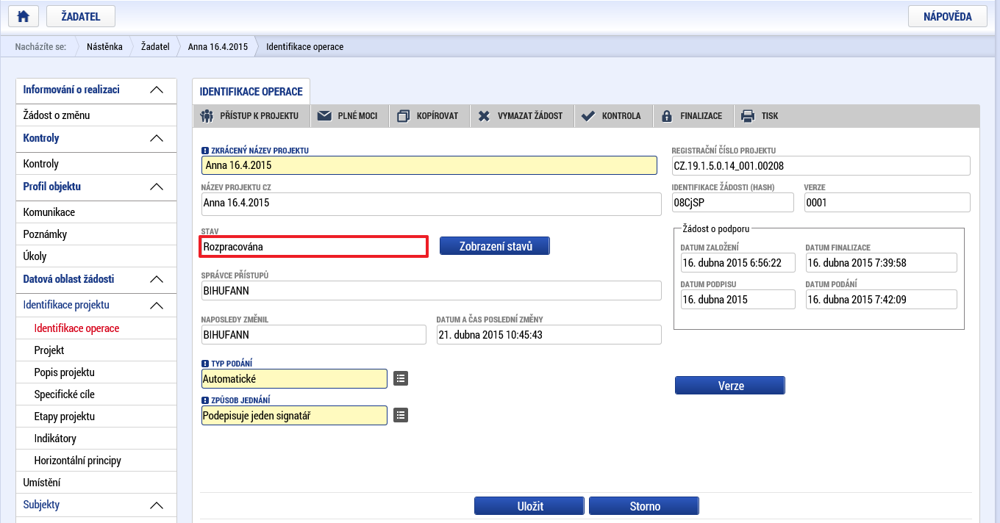 ŽADATEL
NÁPOVĚDA
Nacházíte se: Nástěnka Žadatel Anna 16.4.2015 Identifikace operace
Informování o realizaci
Žádost o změnu
Kontroly
Kontroly
Profil objektu
Komunikace
Poznámky
Úkoly
Datová oblast žádosti
Identifikace projektu
Identifikace operace
Projekt
Popis projektu
Specifické cíle
Etapy projektu
Indikátory
Horizontální principy
Umístění
Subjekty
IDENTIFIKACE OPERACE
PŘÍSTUP K PROJEKTU PLNÉ MOCI KOPÍROVAT VYMAZAT ŽÁDOST KONTROLA FINALIZACE TISK
ZKRÁCENÝ NÁZEV PROJEKTU
Anna 16.4.2015
NÁZEV PROJEKTU CZ
Anna 16.4.2015
STAV
Rozpracována
Zobrazení stavů
SPRÁVCE PŘÍSTUPŮ
BIHUFANN
NAPOSLEDY ZMĚNIL
BIHUFANN
DATUM A ČAS POSLEDNÍ ZMĚNY
21. dubna 2015 10:45:43
TYP PODÁNÍ
Automatické
ZPŮSOB JEDNÁNÍ
Podepisuje jeden signatář
REGISTRAČNÍ ČÍSLO PROJEKTU
CZ.19.1.5.0.14_001.00208
IDENTIFIKACE ŽÁDOSTI (HASH)
08CjSP
VERZE
0001
Žádost o podporu
DATUM ZALOŽENÍ
16. dubna 2015 6:56:22
DATUM FINALIZACE
16. dubna 2015 7:39:58
DATUM PODPISU
16. dubna 2015
DATUM PODÁNÍ
16. dubna 2015 7:42:09
Verze
Uložit
Storno